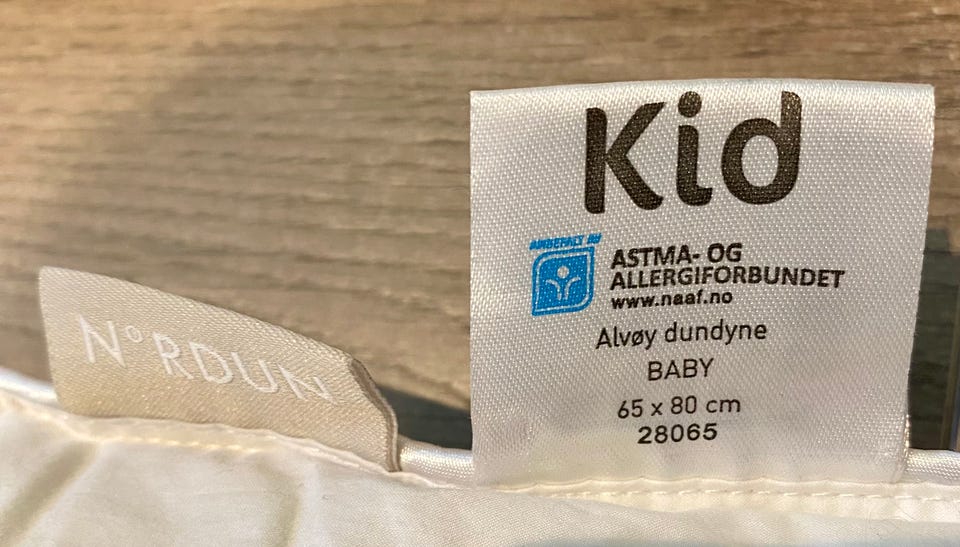 N°RDUN
Kid
ANBEFALT AV
ASTMA- OG
ALLERGIFORBUNDET
www.naaf.no
Alvøy dundyne
BABY
65 x 80 cm
28065